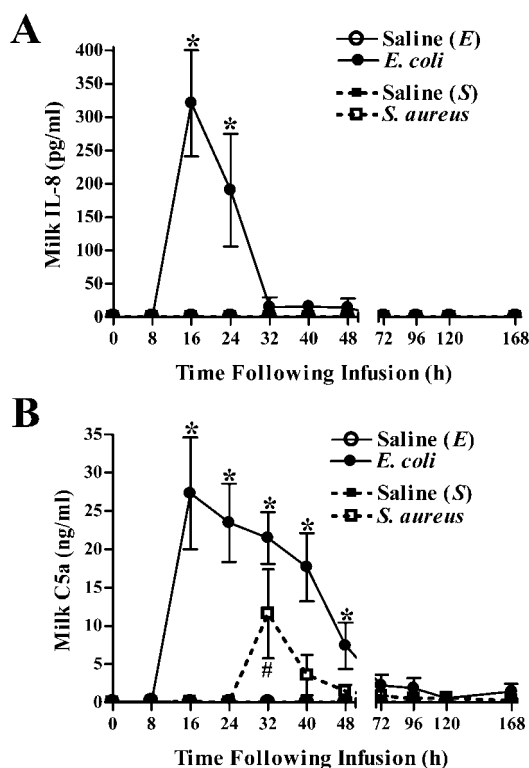 A
Saline (E)
E. coli
Saline (S)
S. aureus
Milk IL-8 (pg/ml)
400
350
300
250
200
150
100
50
0
*
*
0 8 16 24 32 40 48 72 96 120 168
Time Following Infusion (h)
B
Saline (E)
E. coli
Saline (S)
S. aureus
Milk C5a (ng/ml)
35
30
25
20
15
10
5
0
*
*
*
*
*
#
0 8 16 24 32 40 48 72 96 120 168
Time Following Infusion (h)